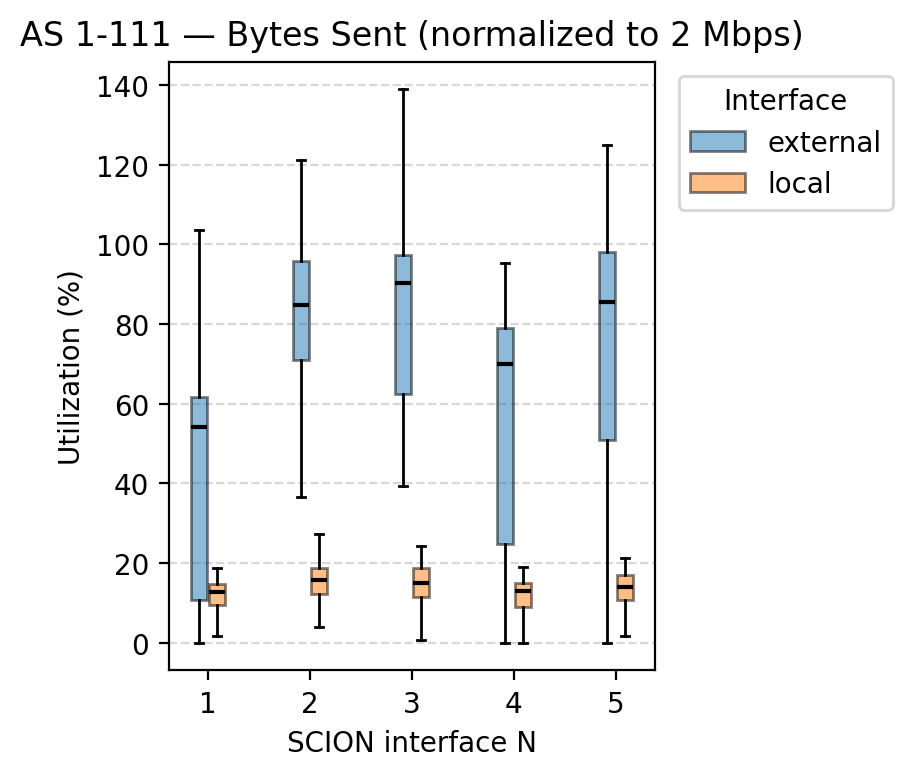 AS 1-111 — Bytes Sent (normalized to 2 Mbps)
Utilization (%)
140
120
100
80
60
40
20
0
1 2 3 4 5
SCION interface N
Interface
external
local